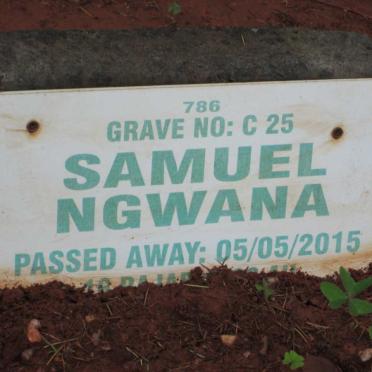 786
GRAVE NO: C 25
SAMUEL
NGWANA
PASSED AWAY: 05/05/2015